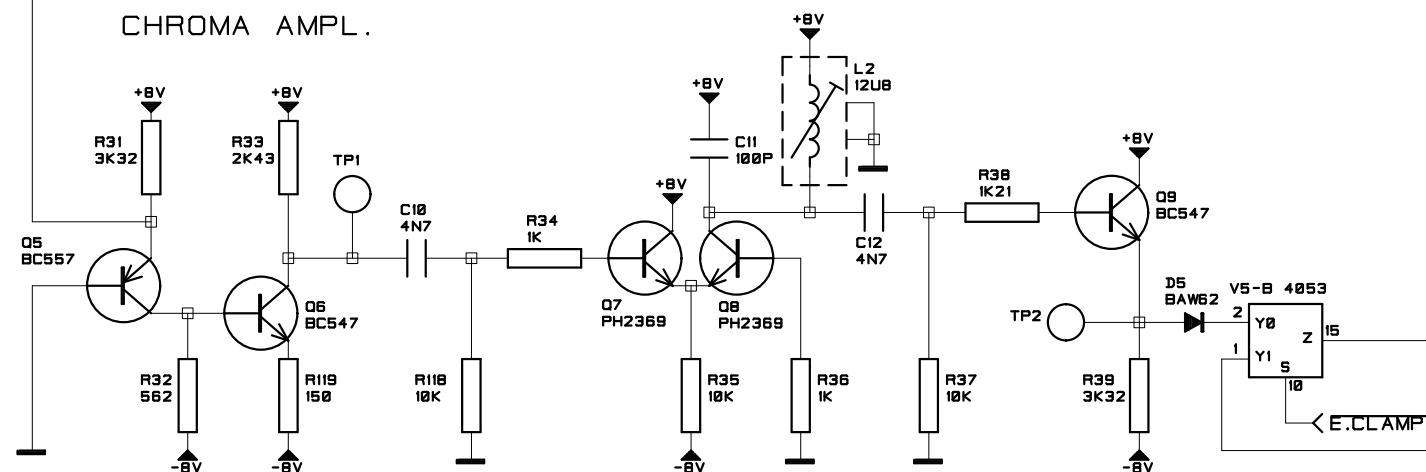 CHROMA AMPL.
+8V
L2
12U8
+8V
+8V
+8V
C11
100P
+8V
R31
3K32
R33
2K43
TP1
+8V
R38
1K21
Q9
BC547
C10
4N7
R34
1K
C12
4N7
Q5
BC557
Q6
BC547
Q7
PH2369
Q8
PH2369
TP2
D5
BAW62
V5-B 4053
2
Y0
1
Y1
Z
15
S
10
R32
562
R119
150
R118
10K
R35
10K
R36
1K
R37
10K
R39
3K32
E.CLAMP
-8V
-8V
-8V
-8V